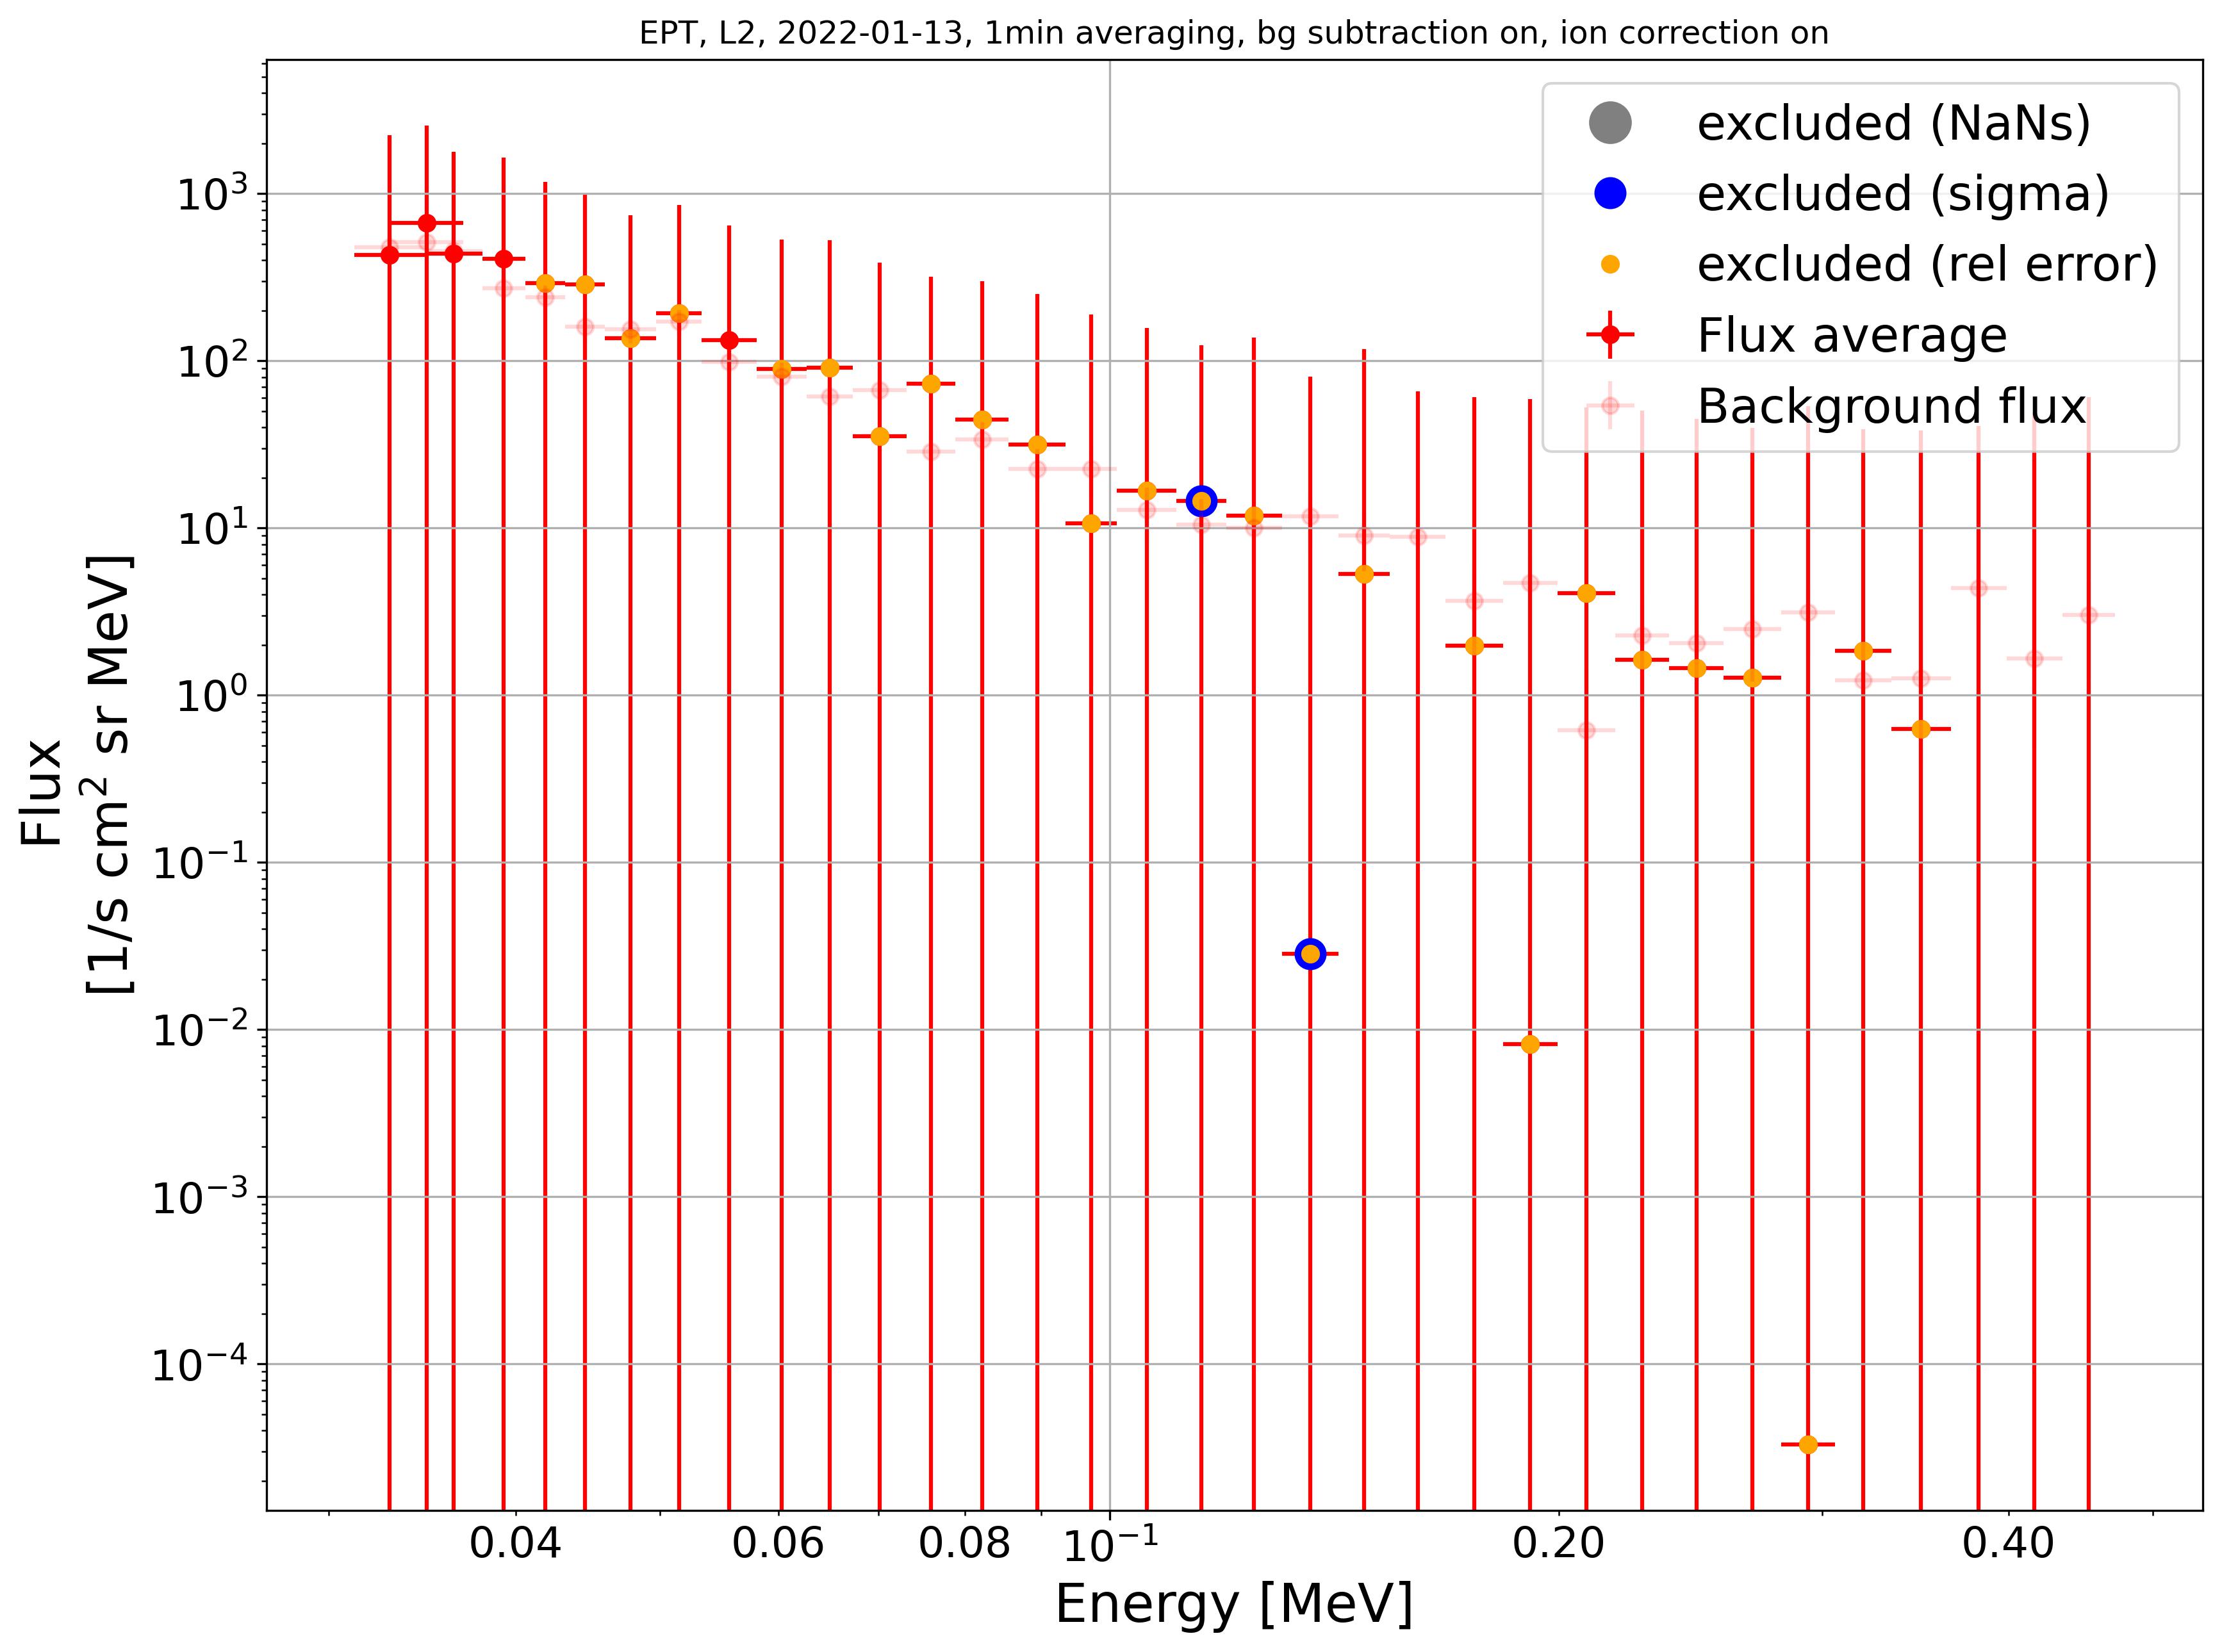 EPT, L2, 2022-01-13, 1min averaging, bg subtraction on, ion correction on
excluded (NaNs)
excluded (sigma)
excluded (rel error)
Flux average
Background flux
10³
10²
10¹
10⁰
10⁻¹
10⁻²
10⁻³
10⁻⁴
Flux
[1/s cm² sr MeV]
0.04 0.06 0.08 10⁻¹ 0.20 0.40
Energy [MeV]